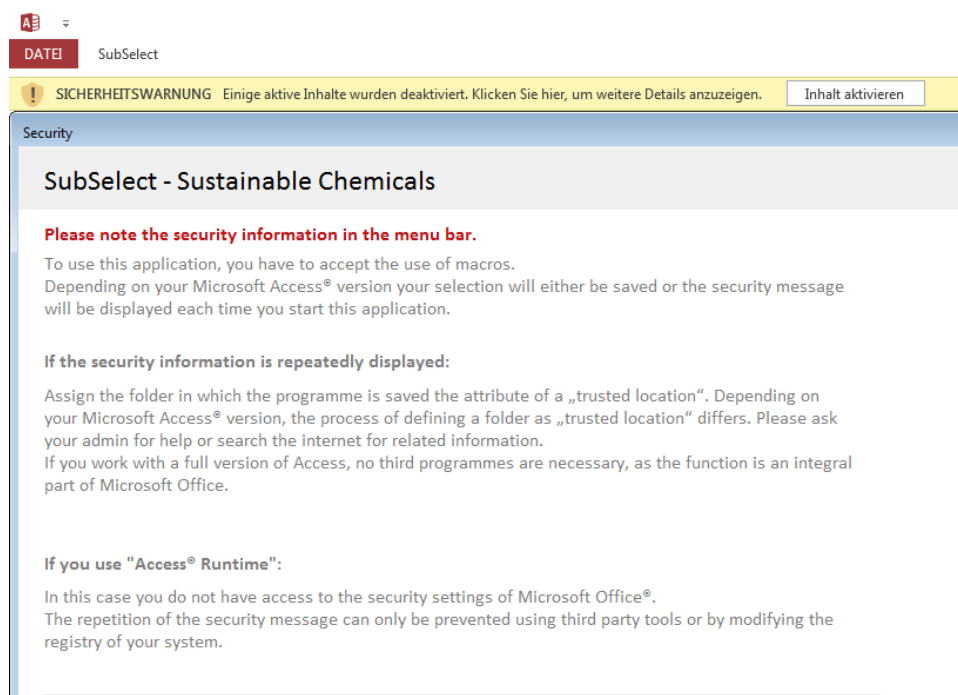 DATEI SubSelect
SICHERHEITSWARNUNG Einige aktive Inhalte wurden deaktiviert. Klicken Sie hier, um weitere Details anzuzeigen. Inhalt aktivieren
Security
SubSelect - Sustainable Chemicals
Please note the security information in the menu bar.
To use this application, you have to accept the use of macros.
Depending on your Microsoft Access® version your selection will either be saved or the security message
will be displayed each time you start this application.
If the security information is repeatedly displayed:
Assign the folder in which the programme is saved the attribute of a „trusted location“. Depending on
your Microsoft Access® version, the process of defining a folder as „trusted location“ differs. Please ask
your admin for help or search the internet for related information.
If you work with a full version of Access, no third programmes are necessary, as the function is an integral
part of Microsoft Office.
If you use "Access® Runtime":
In this case you do not have access to the security settings of Microsoft Office®.
The repetition of the security message can only be prevented using third party tools or by modifying the
registry of your system.